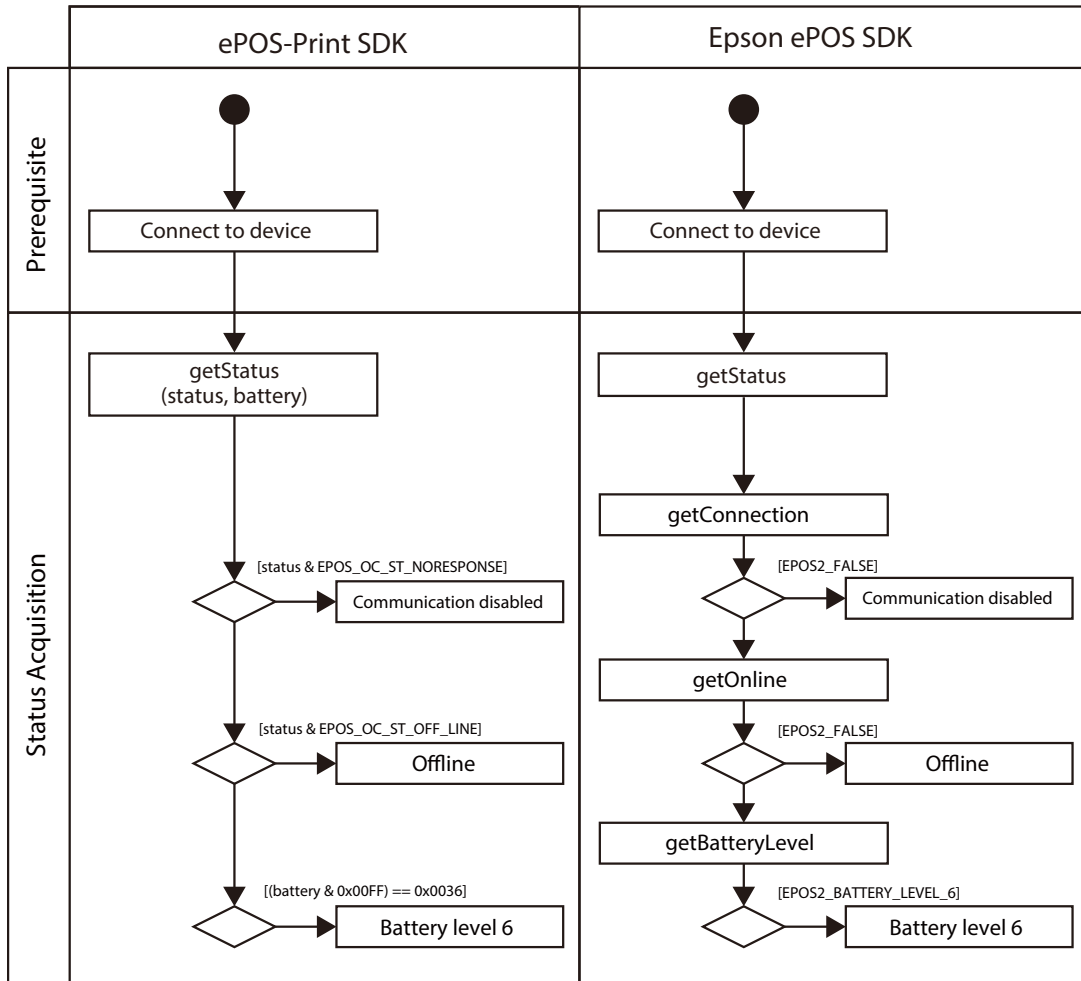 ePOS-Print SDK
Epson ePOS SDK
Prerequisite
Connect to device
Connect to device
Status Acquisition
getStatus
(status, battery)
getStatus
getConnection
[status & EPOS_OC_ST_NORESPONSE]
Communication disabled
[EPOS2_FALSE]
Communication disabled
getOnline
[status & EPOS_OC_ST_OFF_LINE]
Offline
[EPOS2_FALSE]
Offline
getBatteryLevel
[(battery & 0x00FF) == 0x0036]
Battery level 6
[EPOS2_BATTERY_LEVEL_6]
Battery level 6